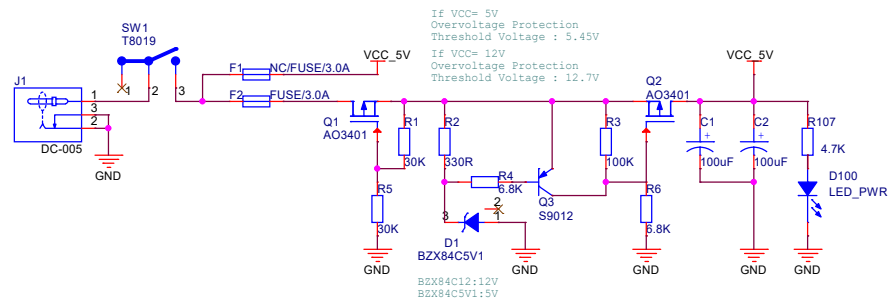 If VCC= 5V
Overvoltage Protection
Threshold Voltage : 5.45V
If VCC= 12V
Overvoltage Protection
Threshold Voltage : 12.7V
SW1
T8019
1
2
3
J1
1
3
2
DC-005
GND
F1
NC/FUSE/3.0A
VCC_5V
F2
FUSE/3.0A
Q1
AO3401
R1
30K
R5
30K
GND
R2
330R
R4
6.8K
3
2
1
D1
BZX84C5V1
GND
BZX84C12:12V
BZX84C5V1:5V
Q3
S9012
R3
100K
Q2
AO3401
R6
6.8K
GND
VCC_5V
C1
+
100uF
C2
+
100uF
GND
R107
4.7K
D100
LED_PWR
GND